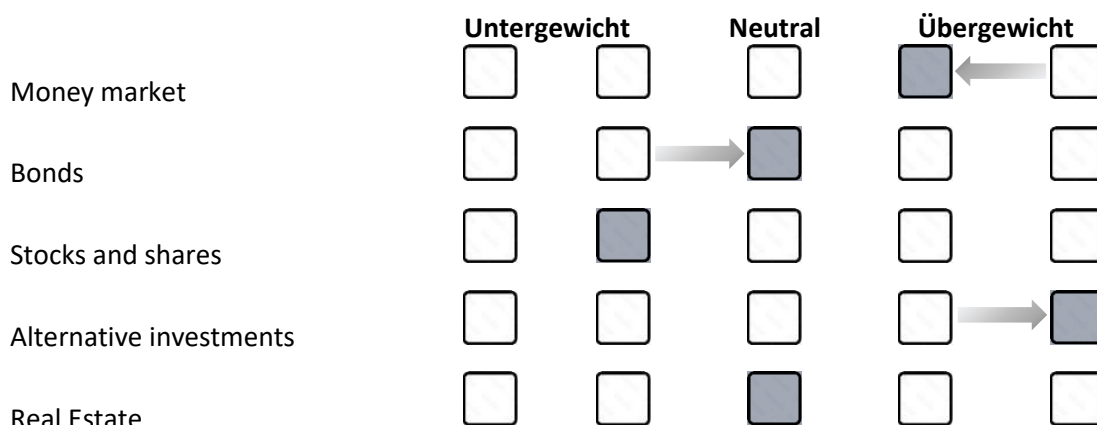 Untergewicht Neutral Übergewicht
Money market
Bonds
Stocks and shares
Alternative investments
Real Estate